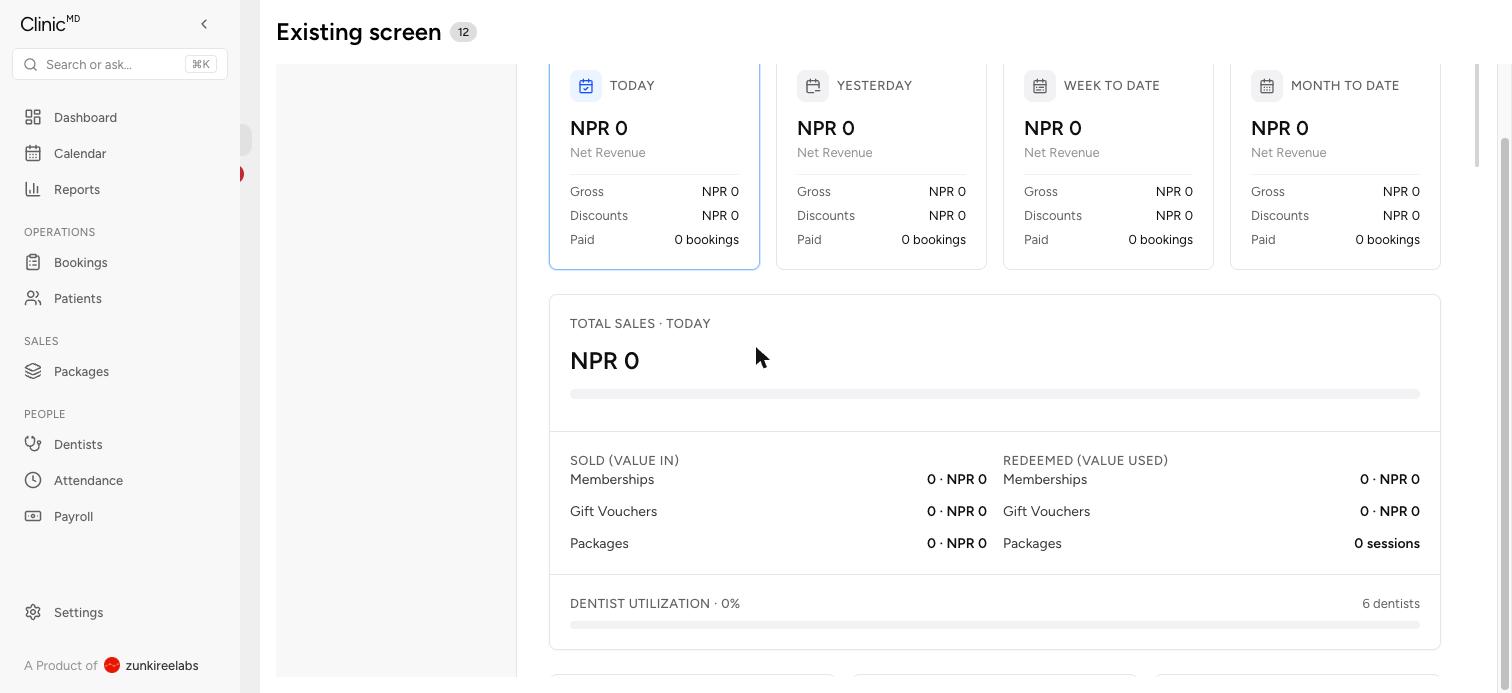 ClinicMD
Search or ask...
⌘K
Dashboard
Calendar
Reports
OPERATIONS
Bookings
Patients
SALES
Packages
PEOPLE
Dentists
Attendance
Payroll
Settings
A Product of zunkireelabs
Existing screen 12
TODAY
NPR 0
Net Revenue
Gross NPR 0
Discounts NPR 0
Paid 0 bookings
YESTERDAY
NPR 0
Net Revenue
Gross NPR 0
Discounts NPR 0
Paid 0 bookings
WEEK TO DATE
NPR 0
Net Revenue
Gross NPR 0
Discounts NPR 0
Paid 0 bookings
MONTH TO DATE
NPR 0
Net Revenue
Gross NPR 0
Discounts NPR 0
Paid 0 bookings
TOTAL SALES · TODAY
NPR 0
SOLD (VALUE IN)
Memberships 0 · NPR 0
Gift Vouchers 0 · NPR 0
Packages 0 · NPR 0
REDEEMED (VALUE USED)
Memberships 0 · NPR 0
Gift Vouchers 0 · NPR 0
Packages 0 sessions
DENTIST UTILIZATION · 0% 6 dentists